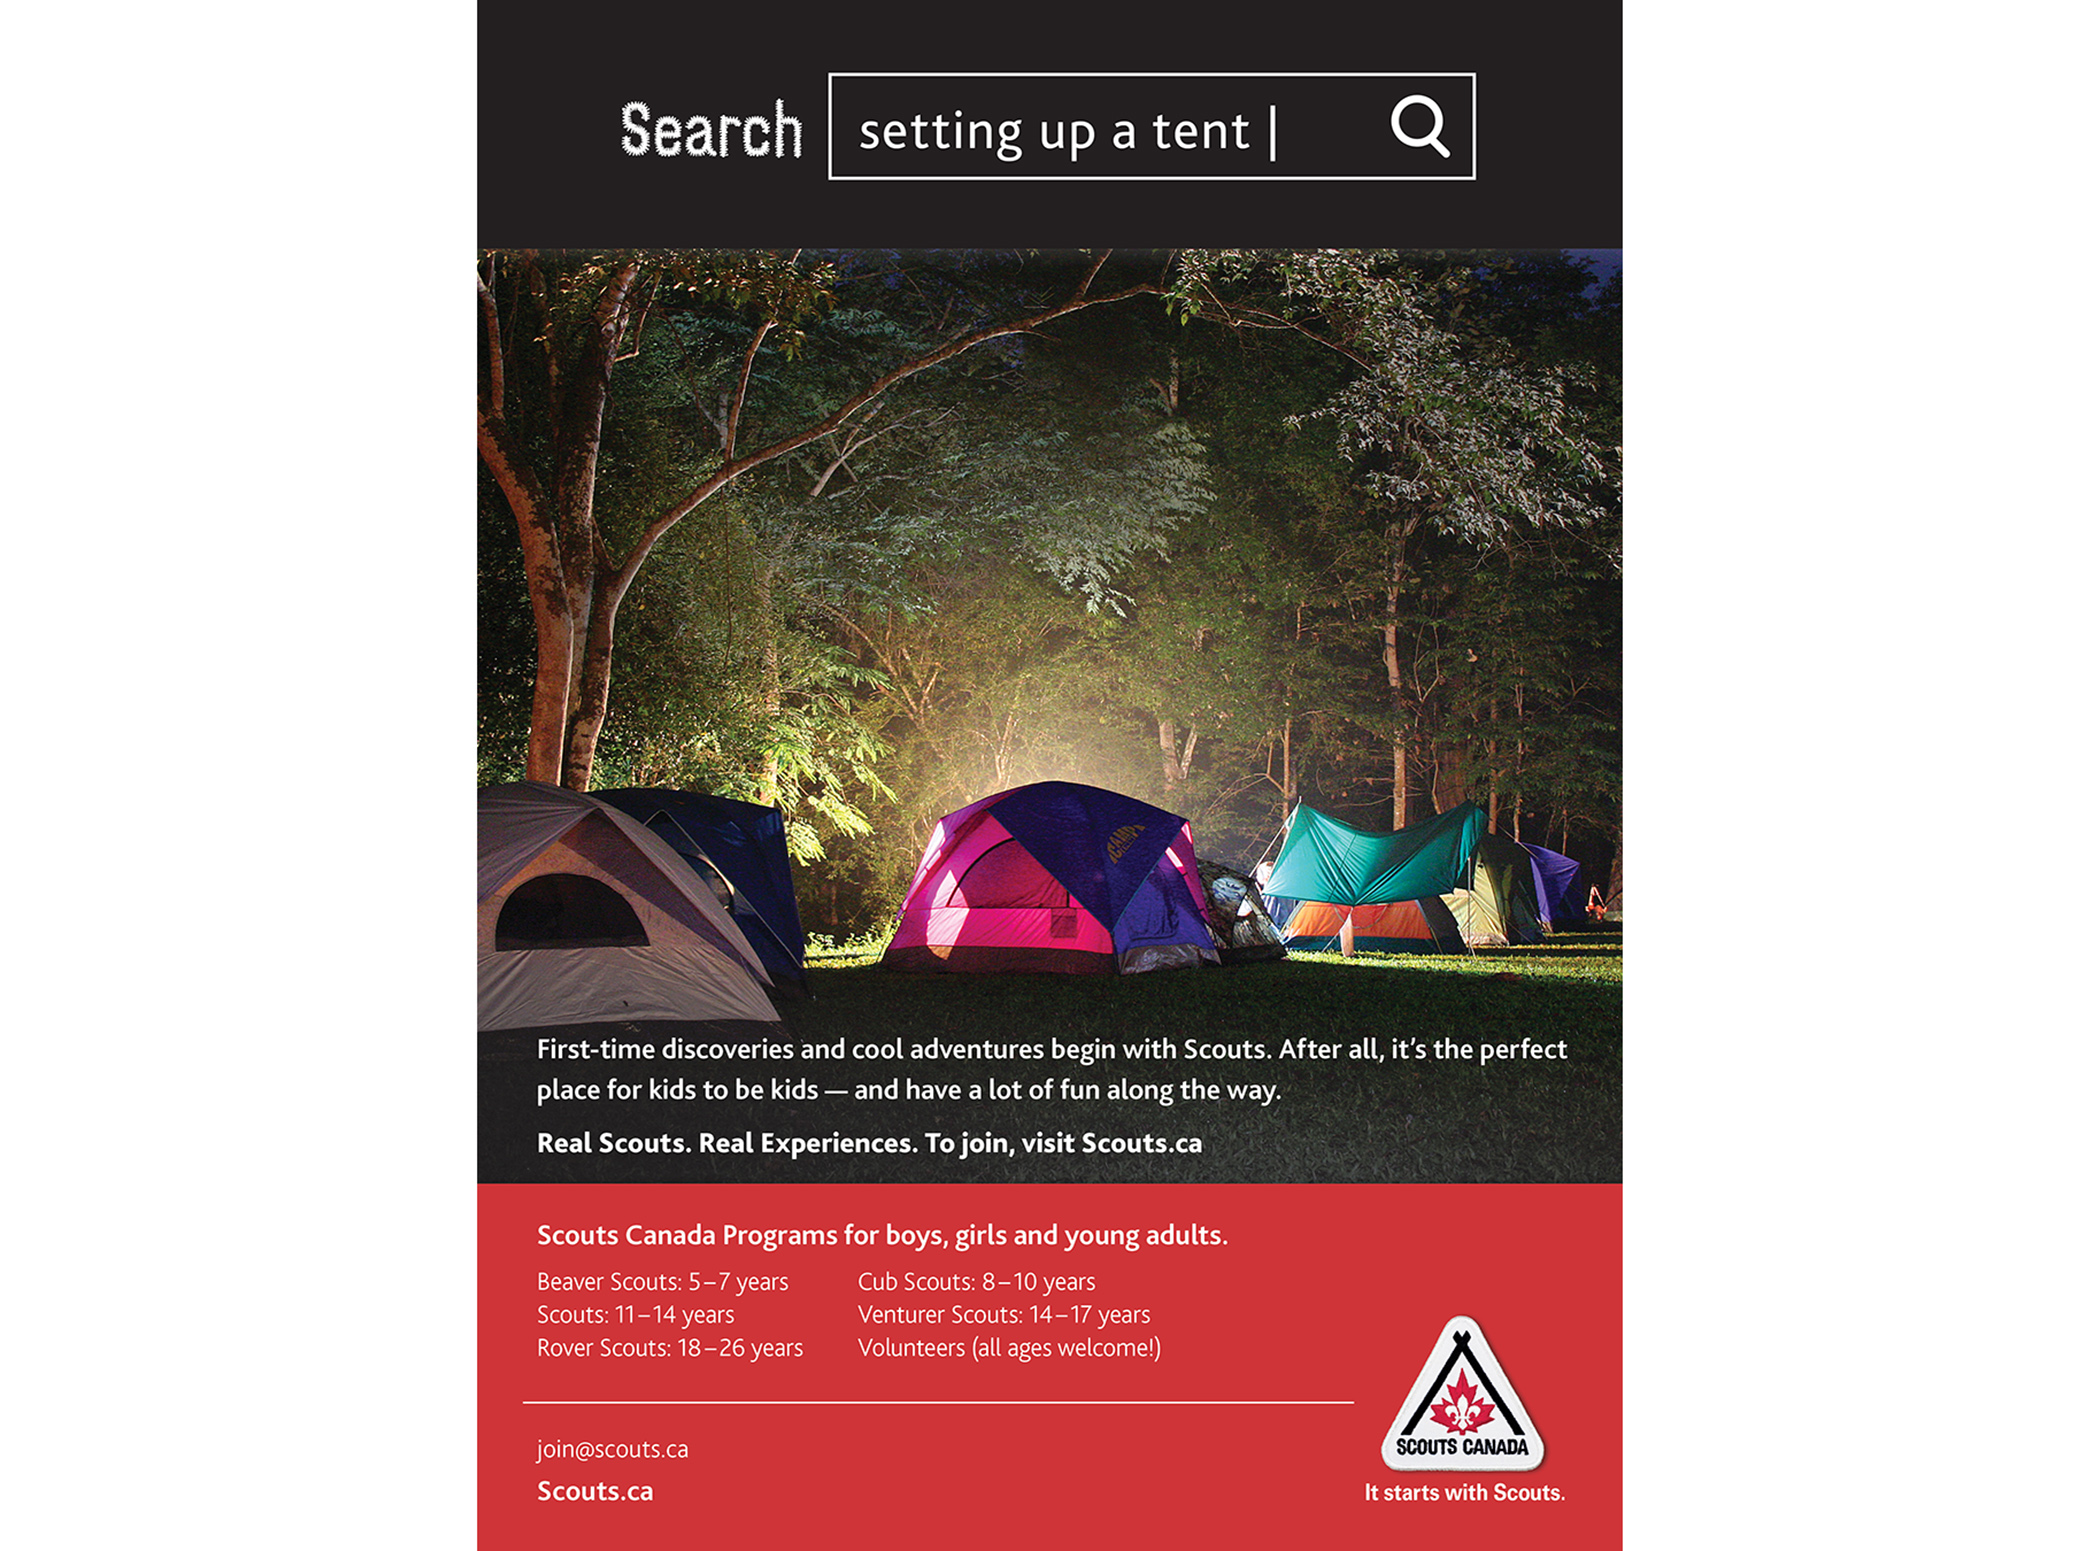 Search setting up a tent |
CAMPS
First-time discoveries and cool adventures begin with Scouts. After all, it's the perfect
place for kids to be kids — and have a lot of fun along the way.
Real Scouts. Real Experiences. To join, visit Scouts.ca
Scouts Canada Programs for boys, girls and young adults.
Beaver Scouts: 5–7 years
Cub Scouts: 8–10 years
Scouts: 11–14 years
Venturer Scouts: 14–17 years
Rover Scouts: 18–26 years
Volunteers (all ages welcome!)
join@scouts.ca
Scouts.ca
SCOUTS CANADA
It starts with Scouts.